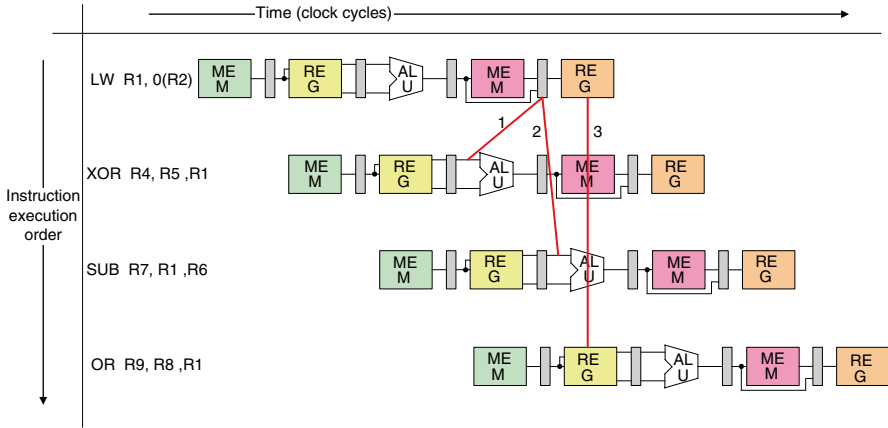 Time (clock cycles)
LW R1, 0(R2)
ME
M
RE
G
AL
U
ME
M
RE
G
1
2
3
XOR R4, R5 ,R1
ME
M
RE
G
AL
U
ME
M
RE
G
Instruction
execution
order
SUB R7, R1 ,R6
ME
M
RE
G
AL
U
ME
M
RE
G
OR R9, R8 ,R1
ME
M
RE
G
AL
U
ME
M
RE
G